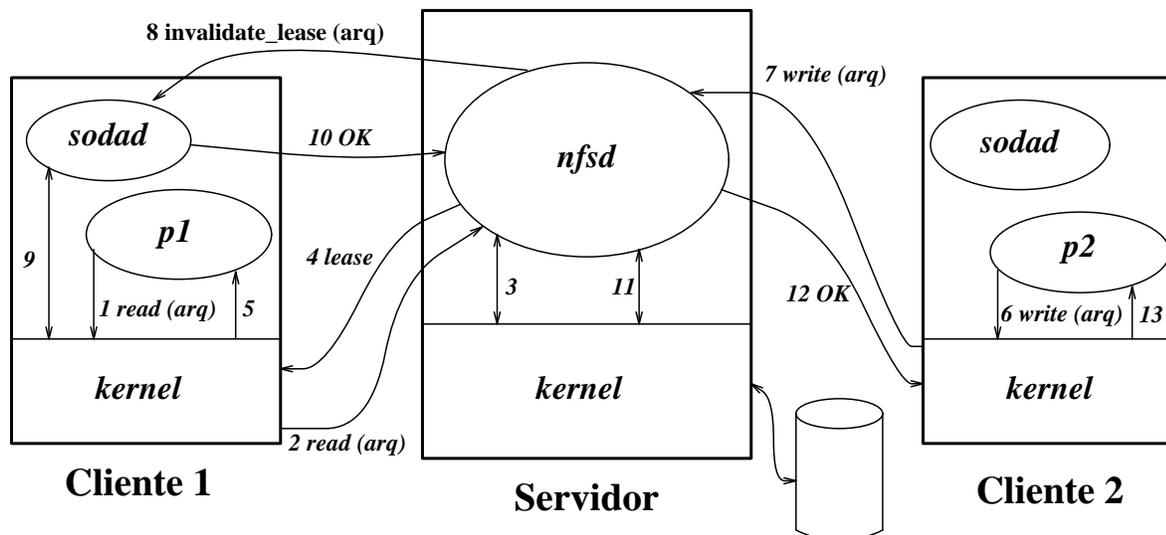 8 invalidate_lease (arq)
7 write (arq)
sodad
10 OK
nfsd
sodad
p1
p2
9
4 lease
3
11
12 OK
1 read (arq)
5
6 write (arq)
13
kernel
kernel
kernel
2 read (arq)
Cliente 1
Servidor
Cliente 2